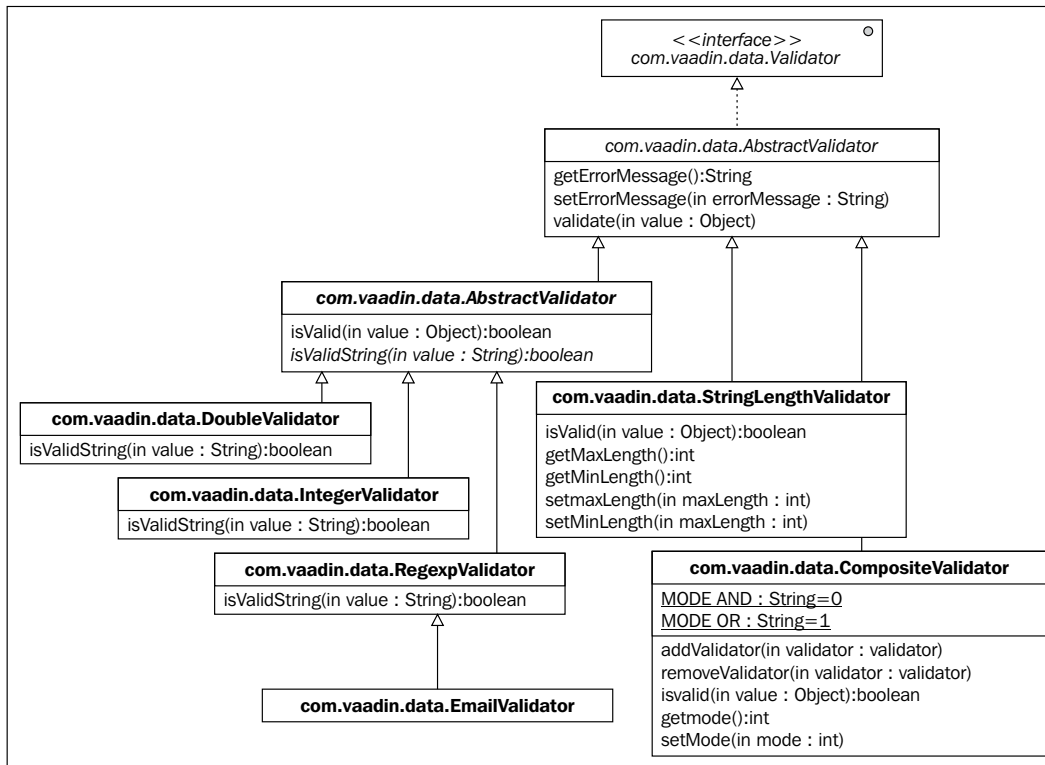 <<interface>>
com.vaadin.data.Validator
com.vaadin.data.AbstractValidator
getErrorMessage():String
setErrorMessage(in errorMessage : String)
validate(in value : Object)
com.vaadin.data.AbstractValidator
isValid(in value : Object):boolean
isValidString(in value : String):boolean
com.vaadin.data.DoubleValidator
isValidString(in value : String):boolean
com.vaadin.data.IntegerValidator
isValidString(in value : String):boolean
com.vaadin.data.RegexpValidator
isValidString(in value : String):boolean
com.vaadin.data.EmailValidator
com.vaadin.data.StringLengthValidator
isValid(in value : Object):boolean
getMaxLength():int
getMinLength():int
setmaxLength(in maxLength : int)
setMinLength(in maxLength : int)
com.vaadin.data.CompositeValidator
MODE AND : String=0
MODE OR : String=1
addValidator(in validator : validator)
removeValidator(in validator : validator)
isvalid(in value : Object):boolean
getmode():int
setMode(in mode : int)